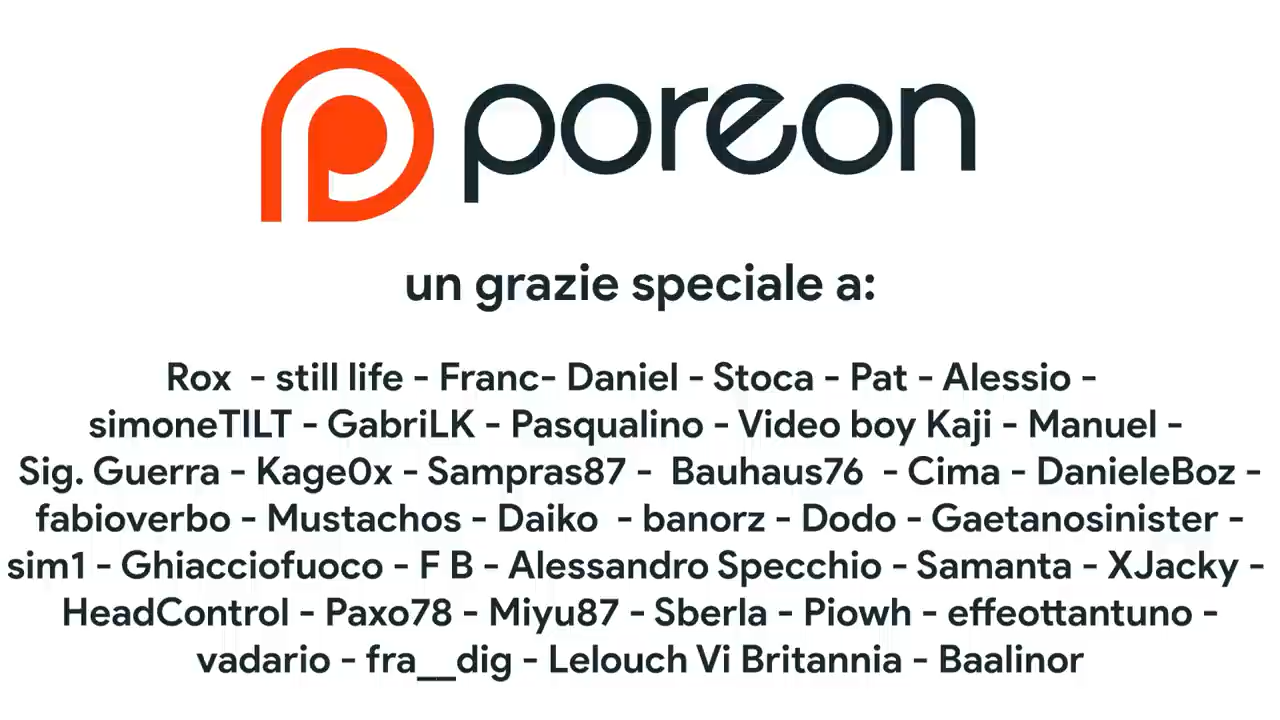 poreon
un grazie speciale a:
Rox - still life - Franc- Daniel - Stoca - Pat - Alessio -
simoneTILT - GabriLK - Pasqualino - Video boy Kaji - Manuel -
Sig. Guerra - Kage0x - Sampras87 - Bauhaus76 - Cima - DanieleBoz -
fabioverbo - Mustachos - Daiko - banorz - Dodo - Gaetanosinister -
sim1 - Ghiacciofuoco - F B - Alessandro Specchio - Samanta - XJacky -
HeadControl - Paxo78 - Miyu87 - Sberla - Piowh - effeottantuno -
vadario - fra__dig - Lelouch Vi Britannia - Baalinor